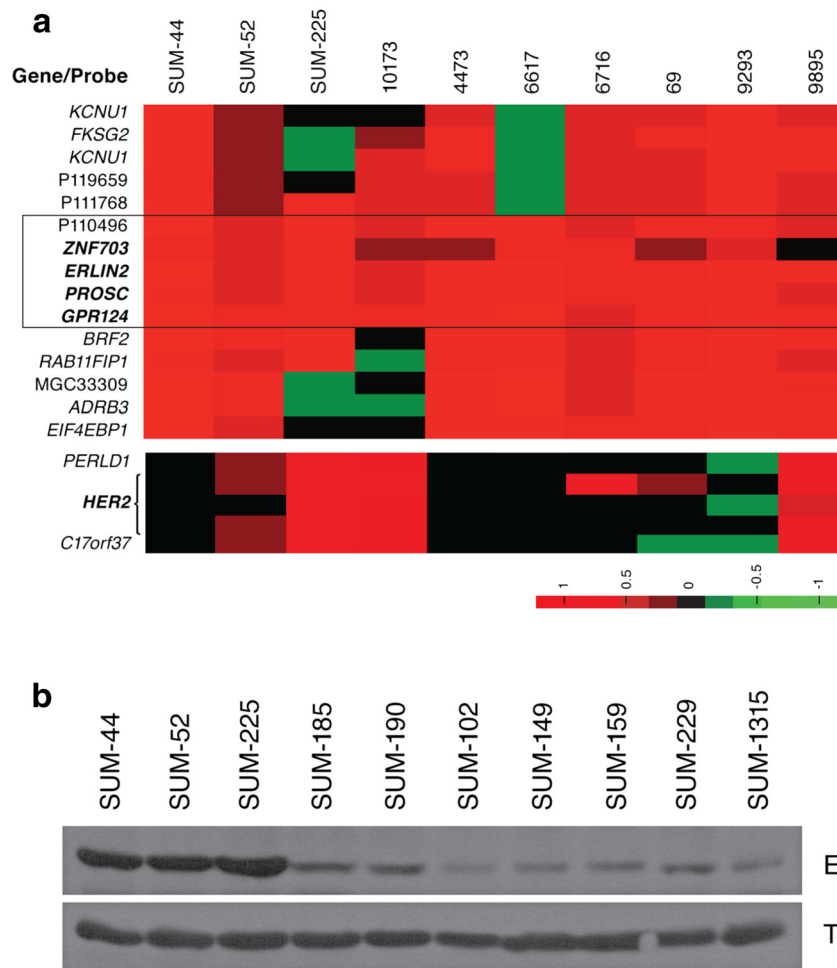 a
Gene/Probe SUM-44 SUM-52 SUM-225 10173 4473 6617 6716 69 9293 9895
KCNU1
FKSG2
KCNU1
P119659
P111768
P110496
ZNF703
ERLIN2
PROSC
GPR124
BRF2
RAB11FIP1
MGC33309
ADRB3
EIF4EBP1
PERLD1
HER2
C17orf37
1 0.5 0 -0.5 -1
b
SUM-44 SUM-52 SUM-225 SUM-185 SUM-190 SUM-102 SUM-149 SUM-159 SUM-229 SUM-1315
E
T